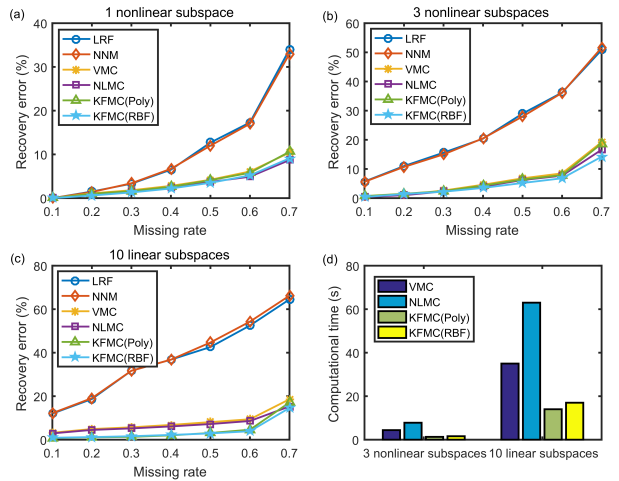 (a)
1 nonlinear subspace
Recovery error (%)
40
30
20
10
0
LRF
NNM
VMC
NLMC
KFMC(Poly)
KFMC(RBF)
0.1 0.2 0.3 0.4 0.5 0.6 0.7
Missing rate
(b)
3 nonlinear subspaces
Recovery error (%)
60
50
40
30
20
10
0
LRF
NNM
VMC
NLMC
KFMC(Poly)
KFMC(RBF)
0.1 0.2 0.3 0.4 0.5 0.6 0.7
Missing rate
(c)
10 linear subspaces
Recovery error (%)
80
60
40
20
0
LRF
NNM
VMC
NLMC
KFMC(Poly)
KFMC(RBF)
0.1 0.2 0.3 0.4 0.5 0.6 0.7
Missing rate
(d)
Computational time (s)
80
60
40
20
0
VMC
NLMC
KFMC(Poly)
KFMC(RBF)
3 nonlinear subspaces 10 linear subspaces